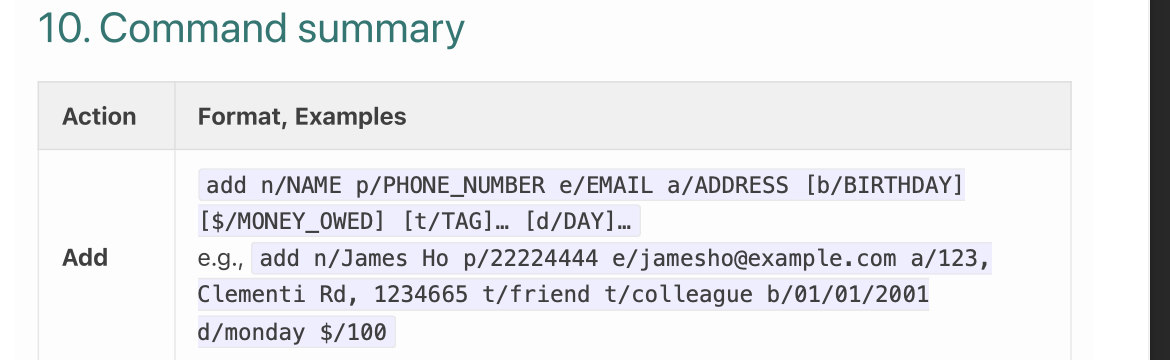 10. Command summary
Action
Format, Examples
Add
add n/NAME p/PHONE_NUMBER e/EMAIL a/ADDRESS [b/BIRTHDAY]
[$/MONEY_OWED] [t/TAG]… [d/DAY]…
e.g., add n/James Ho p/22224444 e/jamesho@example.com a/123,
Clementi Rd, 1234665 t/friend t/colleague b/01/01/2001
d/monday $/100